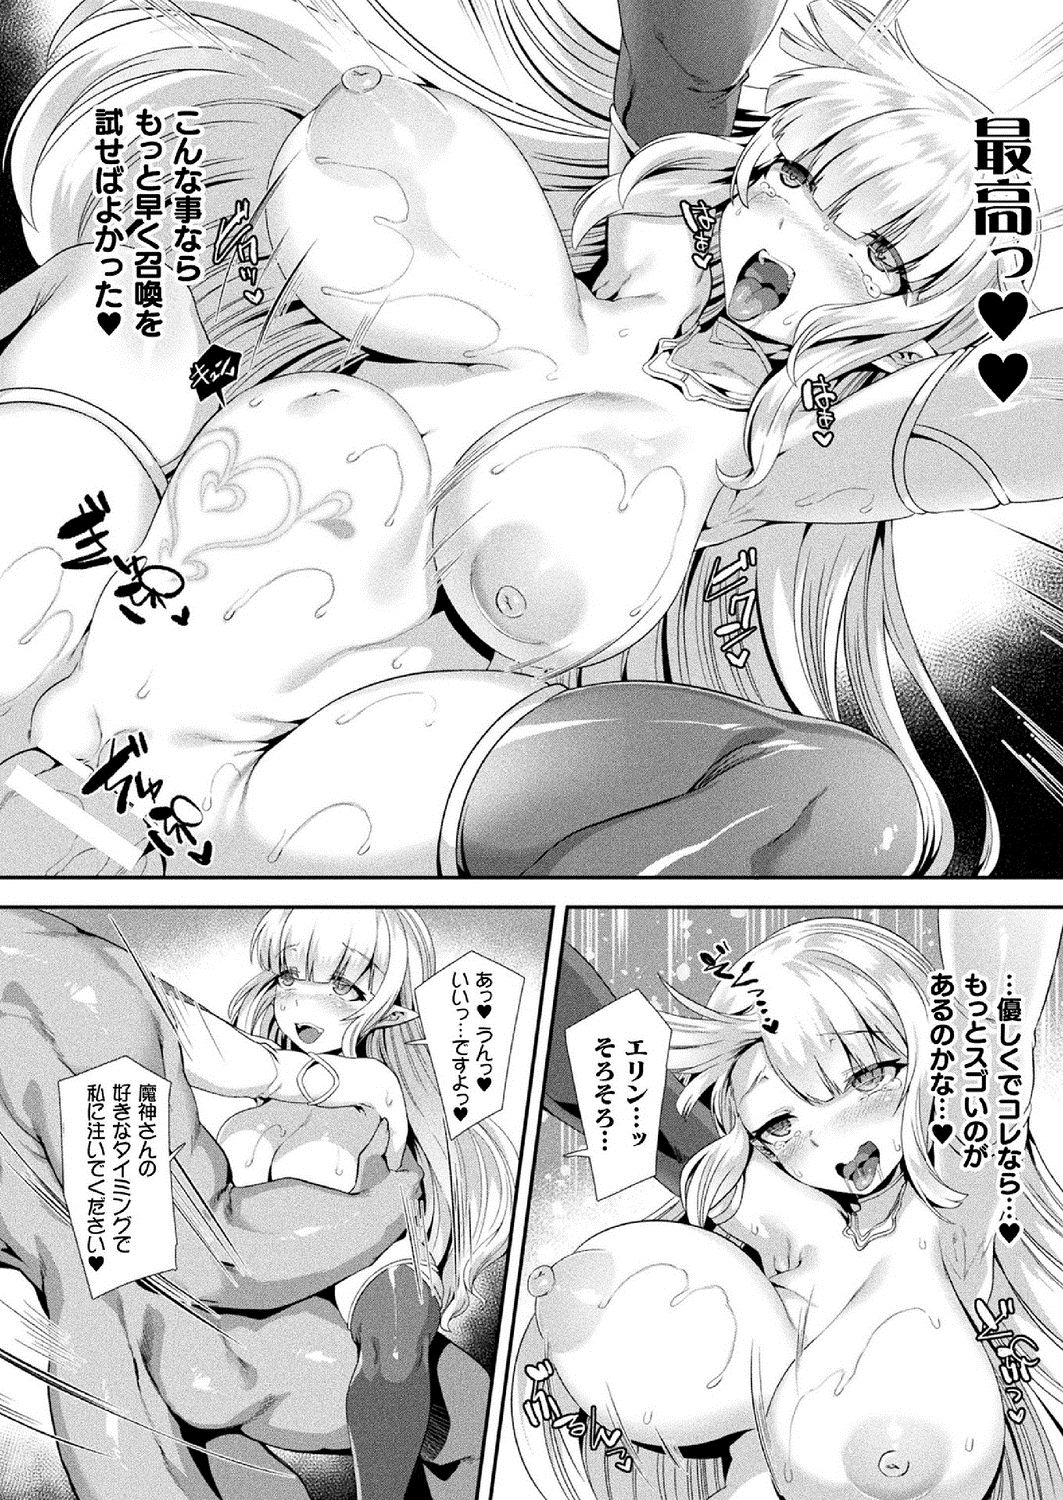 最高っ♥♥
こんな事なら
もっと早く召喚を
試せばよかった♥
キュン
…優しくでコレなら…♥
もっとスゴいのが
あるのかな…♥
エリン…ッ
そろそろ…
あっ♥うんっ♥
いいっ…ですよっ♥
魔神さんの
好きなタイミングで
私に注いでください♥